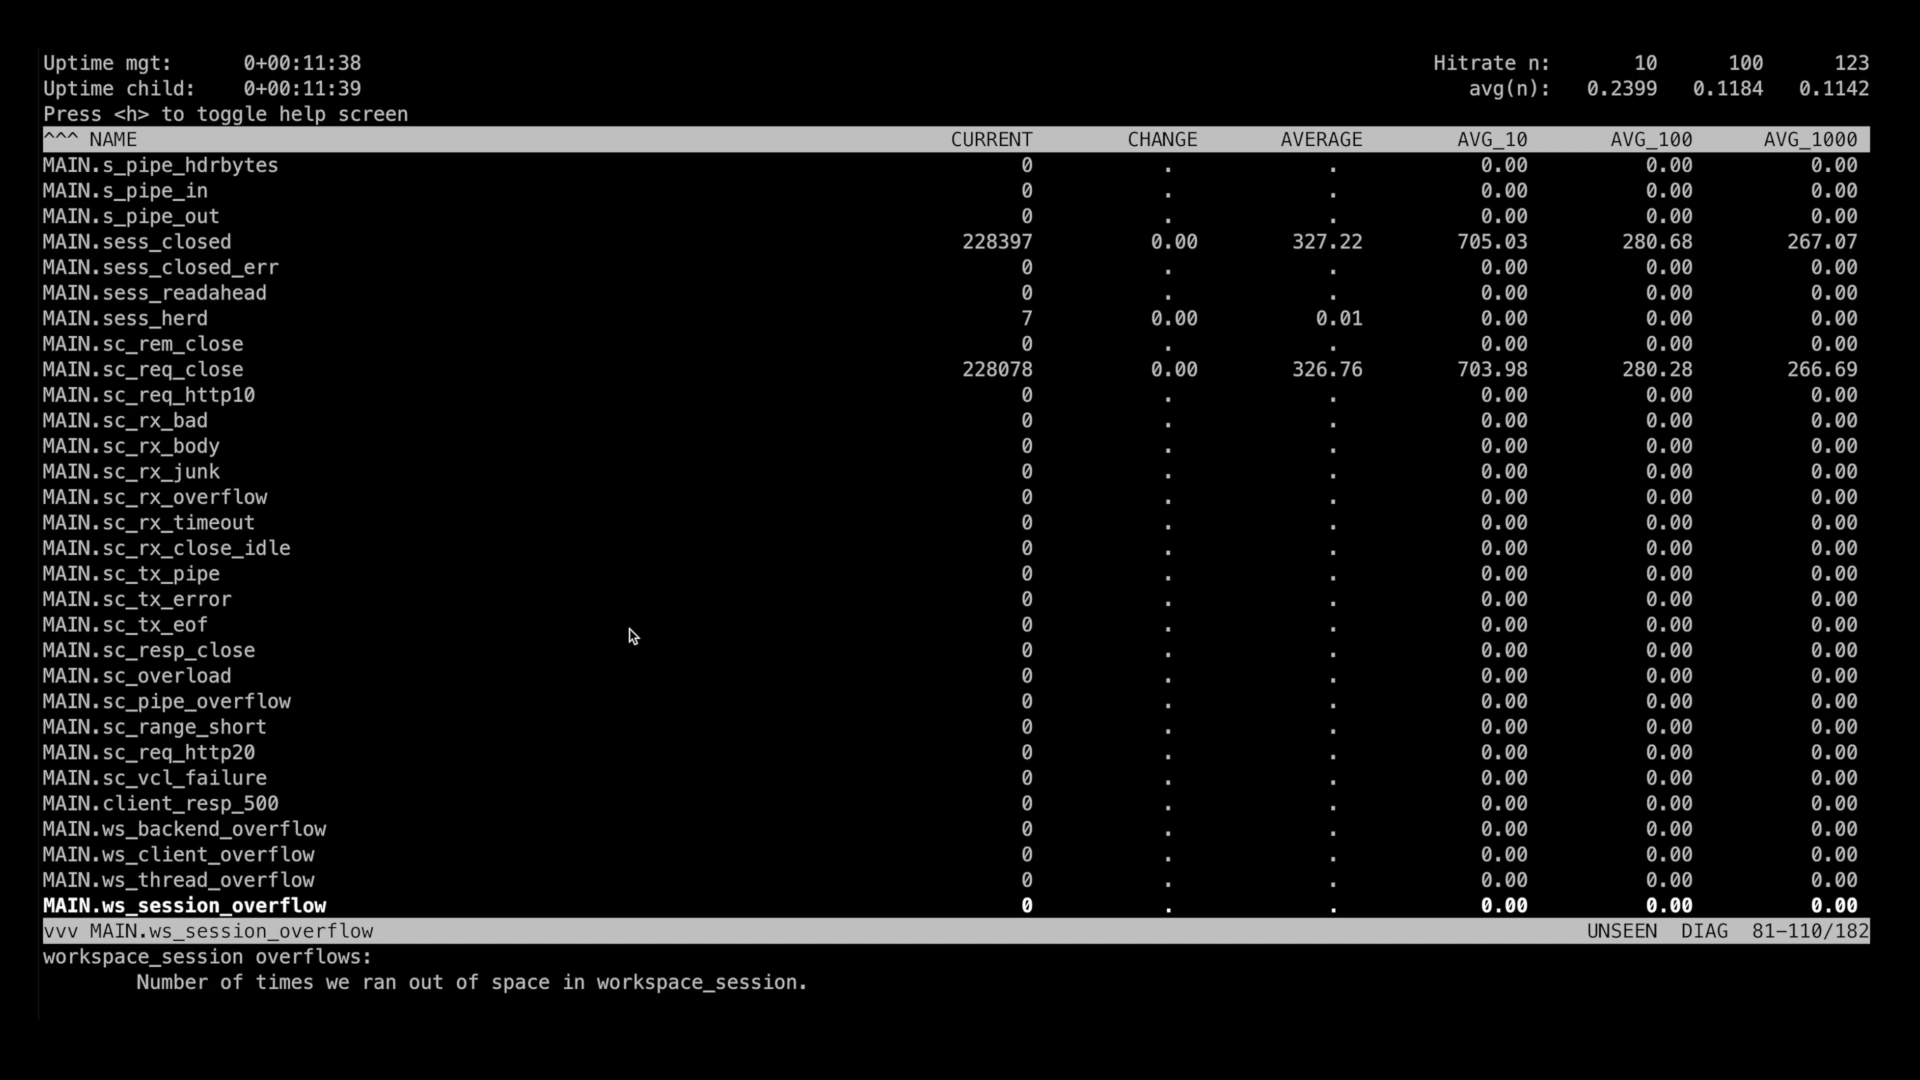 Uptime mgt: 0+00:11:38 Hitrate n: 10 100 123
Uptime child: 0+00:11:39 avg(n): 0.2399 0.1184 0.1142
Press <h> to toggle help screen
^^^ NAME CURRENT CHANGE AVERAGE AVG_10 AVG_100 AVG_1000
MAIN.s_pipe_hdrbytes 0 . . 0.00 0.00 0.00
MAIN.s_pipe_in 0 . . 0.00 0.00 0.00
MAIN.s_pipe_out 0 . . 0.00 0.00 0.00
MAIN.sess_closed 228397 0.00 327.22 705.03 280.68 267.07
MAIN.sess_closed_err 0 . . 0.00 0.00 0.00
MAIN.sess_readahead 0 . . 0.00 0.00 0.00
MAIN.sess_herd 7 0.00 0.01 0.00 0.00 0.00
MAIN.sc_rem_close 0 . . 0.00 0.00 0.00
MAIN.sc_req_close 228078 0.00 326.76 703.98 280.28 266.69
MAIN.sc_req_http10 0 . . 0.00 0.00 0.00
MAIN.sc_rx_bad 0 . . 0.00 0.00 0.00
MAIN.sc_rx_body 0 . . 0.00 0.00 0.00
MAIN.sc_rx_junk 0 . . 0.00 0.00 0.00
MAIN.sc_rx_overflow 0 . . 0.00 0.00 0.00
MAIN.sc_rx_timeout 0 . . 0.00 0.00 0.00
MAIN.sc_rx_close_idle 0 . . 0.00 0.00 0.00
MAIN.sc_tx_pipe 0 . . 0.00 0.00 0.00
MAIN.sc_tx_error 0 . . 0.00 0.00 0.00
MAIN.sc_tx_eof 0 . . 0.00 0.00 0.00
MAIN.sc_resp_close 0 . . 0.00 0.00 0.00
MAIN.sc_overload 0 . . 0.00 0.00 0.00
MAIN.sc_pipe_overflow 0 . . 0.00 0.00 0.00
MAIN.sc_range_short 0 . . 0.00 0.00 0.00
MAIN.sc_req_http20 0 . . 0.00 0.00 0.00
MAIN.sc_vcl_failure 0 . . 0.00 0.00 0.00
MAIN.client_resp_500 0 . . 0.00 0.00 0.00
MAIN.ws_backend_overflow 0 . . 0.00 0.00 0.00
MAIN.ws_client_overflow 0 . . 0.00 0.00 0.00
MAIN.ws_thread_overflow 0 . . 0.00 0.00 0.00
MAIN.ws_session_overflow 0 . . 0.00 0.00 0.00
vvv MAIN.ws_session_overflow UNSEEN DIAG 81-110/182
workspace_session overflows:
Number of times we ran out of space in workspace_session.